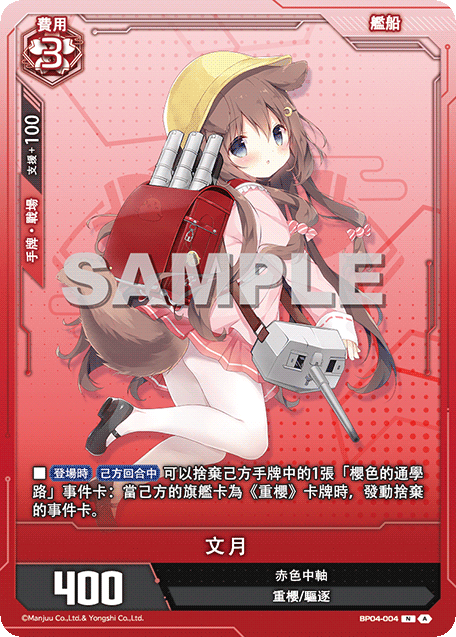 費用
艦船
3
支援+100
手牌・戰場
SAMPLE
■ 登場時 己方回合中 可以捨棄己方手牌中的1張「櫻色的通學
路」事件卡：當己方的旗艦卡為《重櫻》卡牌時，發動捨棄
的事件卡。
文月
400
赤色中軸
重櫻/驅逐
©Manjuu Co.,Ltd.& Yongshi Co.,Ltd.
BP04-004 N A